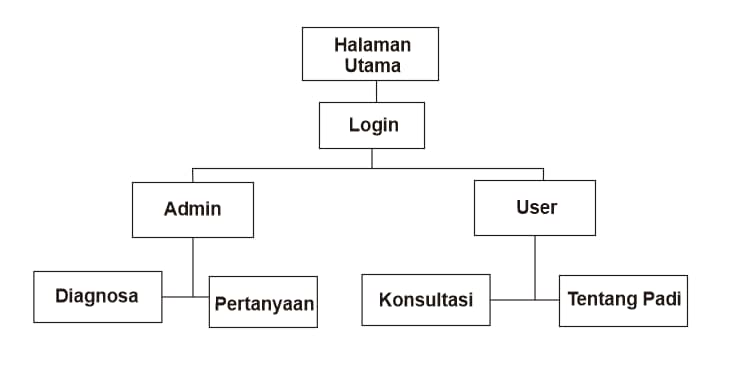 Halaman
Utama
Login
Admin
User
Diagnosa
Pertanyaan
Konsultasi
Tentang Padi